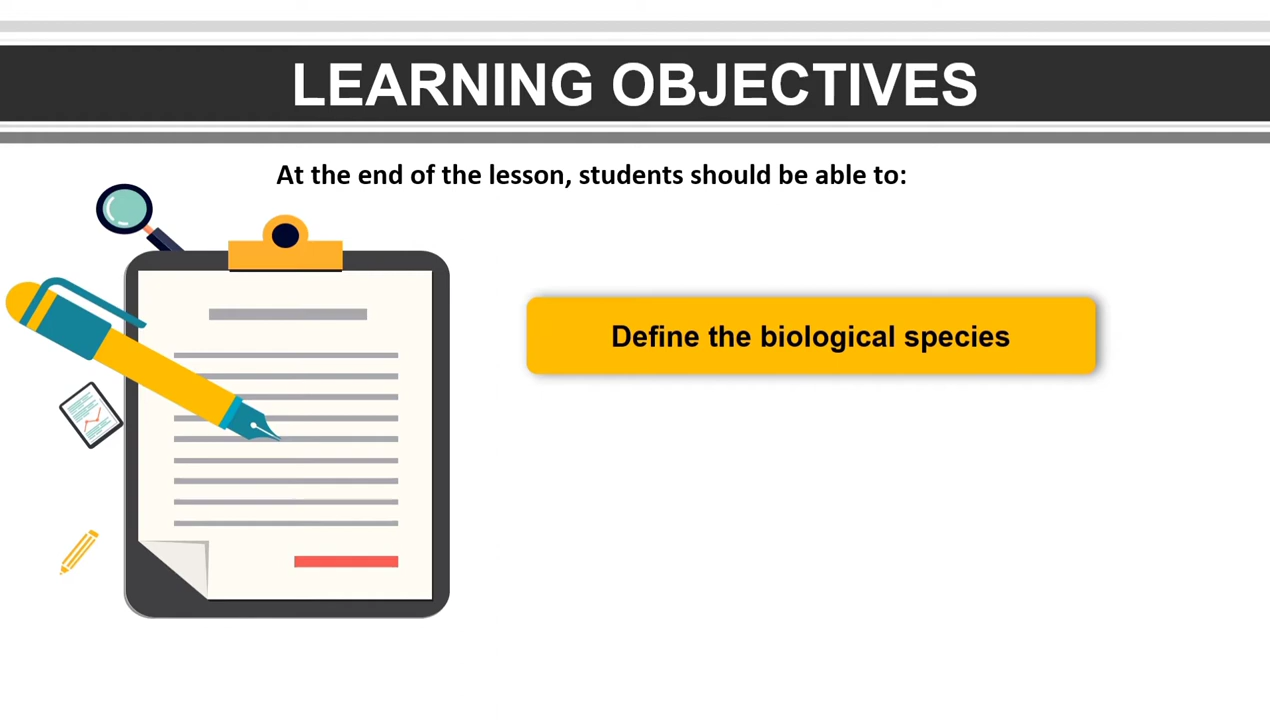 LEARNING OBJECTIVES
At the end of the lesson, students should be able to:
Define the biological species